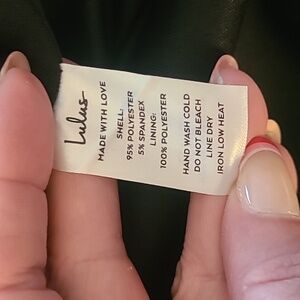 Lulus
MADE WITH LOVE
SHELL:
95% POLYESTER
5% SPANDEX
LINING:
100% POLYESTER
HAND WASH COLD
DO NOT BLEACH
LINE DRY
IRON LOW HEAT